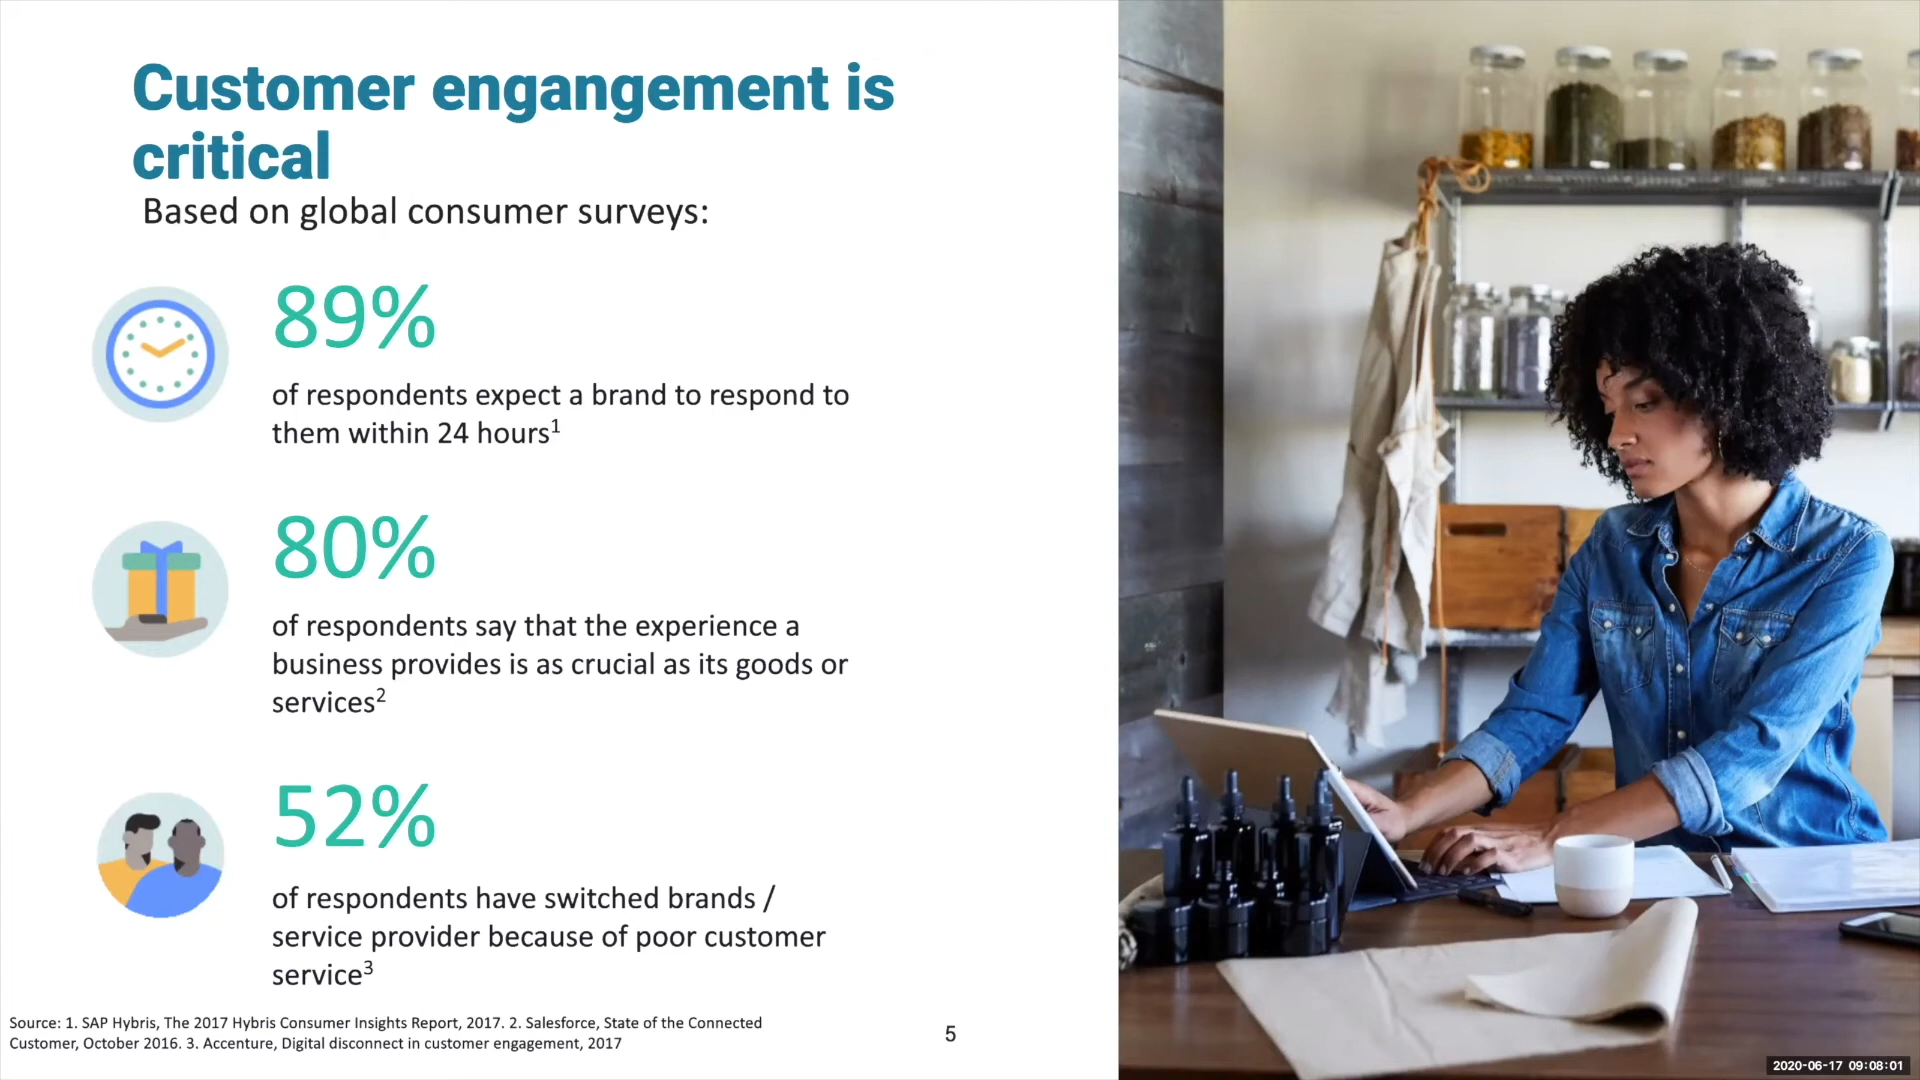 Customer engangement is
critical
Based on global consumer surveys:
89%
of respondents expect a brand to respond to
them within 24 hours1
80%
of respondents say that the experience a
business provides is as crucial as its goods or
services2
52%
of respondents have switched brands /
service provider because of poor customer
service3
Source: 1. SAP Hybris, The 2017 Hybris Consumer Insights Report, 2017. 2. Salesforce, State of the Connected
Customer, October 2016. 3. Accenture, Digital disconnect in customer engagement, 2017
5
2020-06-17 09:08:01